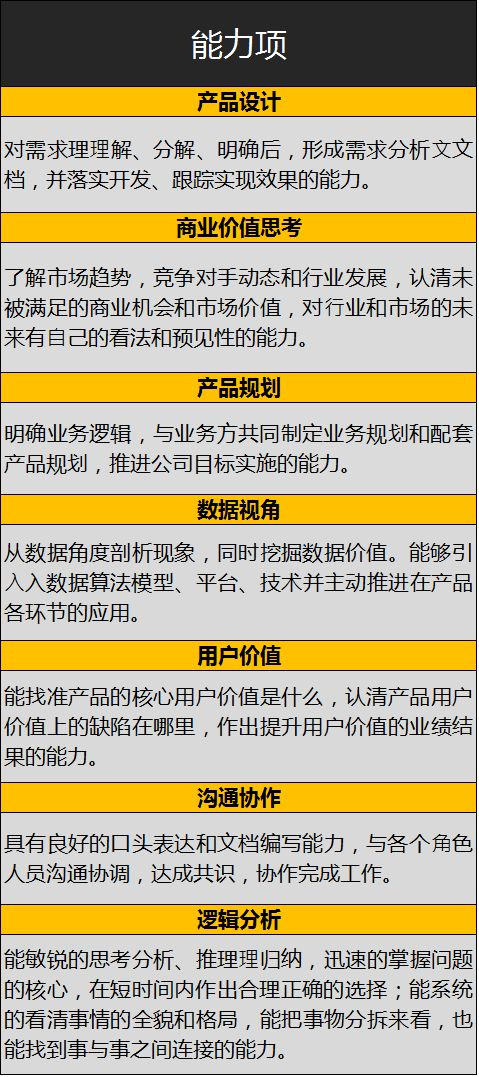 能力项
产品设计
对需求理理解、分解、明确后，形成需求分析文文
档，并落实开发、跟踪实现效果的能力。
商业价值思考
了解市场趋势，竞争对手动态和行业发展，认清未
被满足的商业机会和市场价值，对行业和市场的未
来有自己的看法和预见性的能力。
产品规划
明确业务逻辑，与业务方共同制定业务规划和配套
产品规划，推进公司目标实施的能力。
数据视角
从数据角度剖析现象，同时挖掘数据价值。能够引
入入数据算法模型、平台、技术并主动推进在产品
各环节的应用。
用户价值
能找准产品的核心用户价值是什么，认清产品用户
价值上的缺陷在哪里，作出提升用户价值的业绩结
果的能力。
沟通协作
具有良好的口头表达和文档编写能力，与各个角色
人员沟通协调，达成共识，协作完成工作。
逻辑分析
能敏锐的思考分析、推理理归纳，迅速的掌握问题
的核心，在短时间内作出合理正确的选择；能系统
的看清事情的全貌和格局，能把事物分拆来看，也
能找到事与事之间连接的能力。